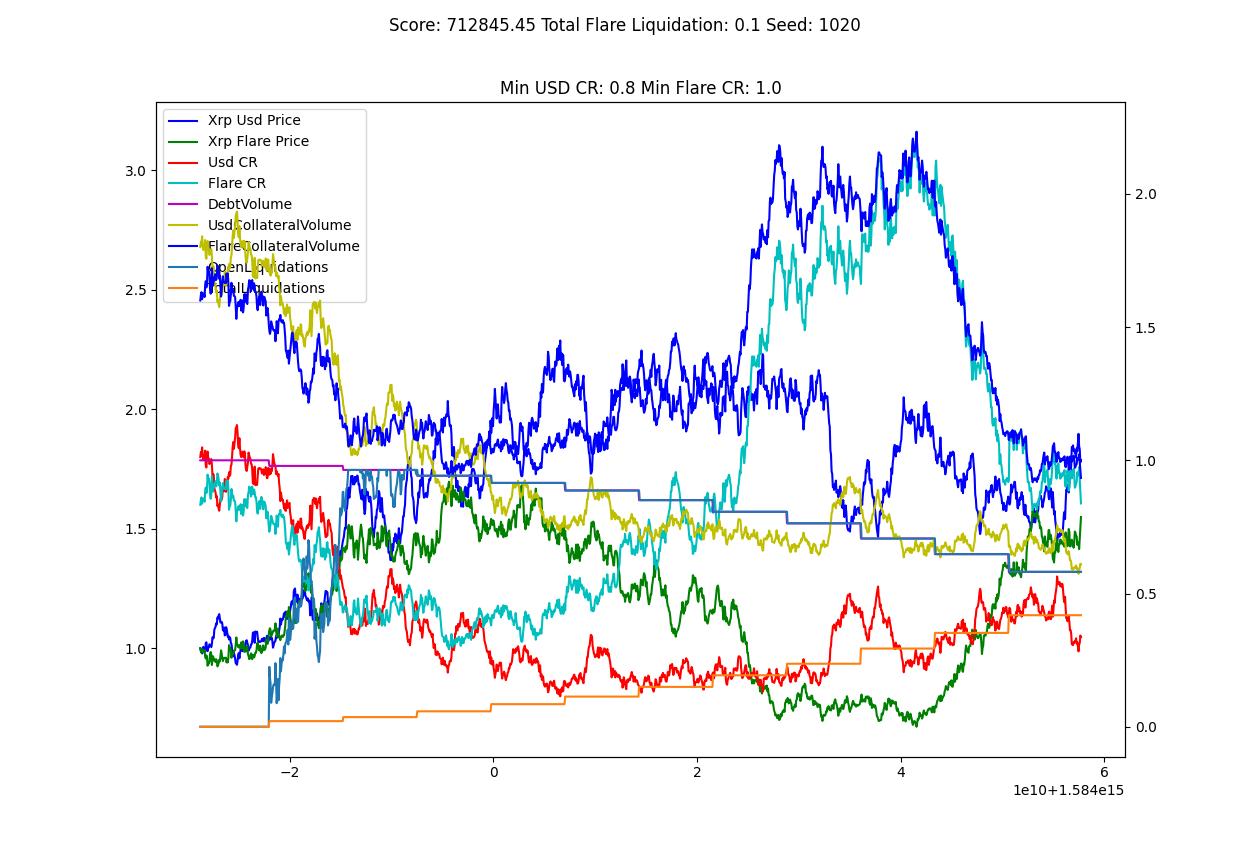 Score: 712845.45 Total Flare Liquidation: 0.1 Seed: 1020
Min USD CR: 0.8 Min Flare CR: 1.0
Xrp Usd Price
Xrp Flare Price
Usd CR
Flare CR
DebtVolume
UsdCollateralVolume
FlareCollateralVolume
OpenLiquidations
TotalLiquidations
3.0
2.5
2.0
1.5
1.0
2.0
1.5
1.0
0.5
0.0
−2
0
2
4
6
1e10+1.584e15